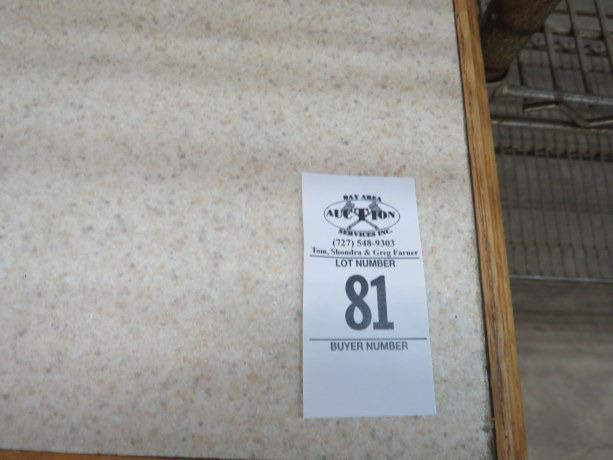 BAY AREA
AUCTION
SERVICES INC.
(727) 548-9303
Tom, Shondra & Greg Farner
LOT NUMBER
81
BUYER NUMBER